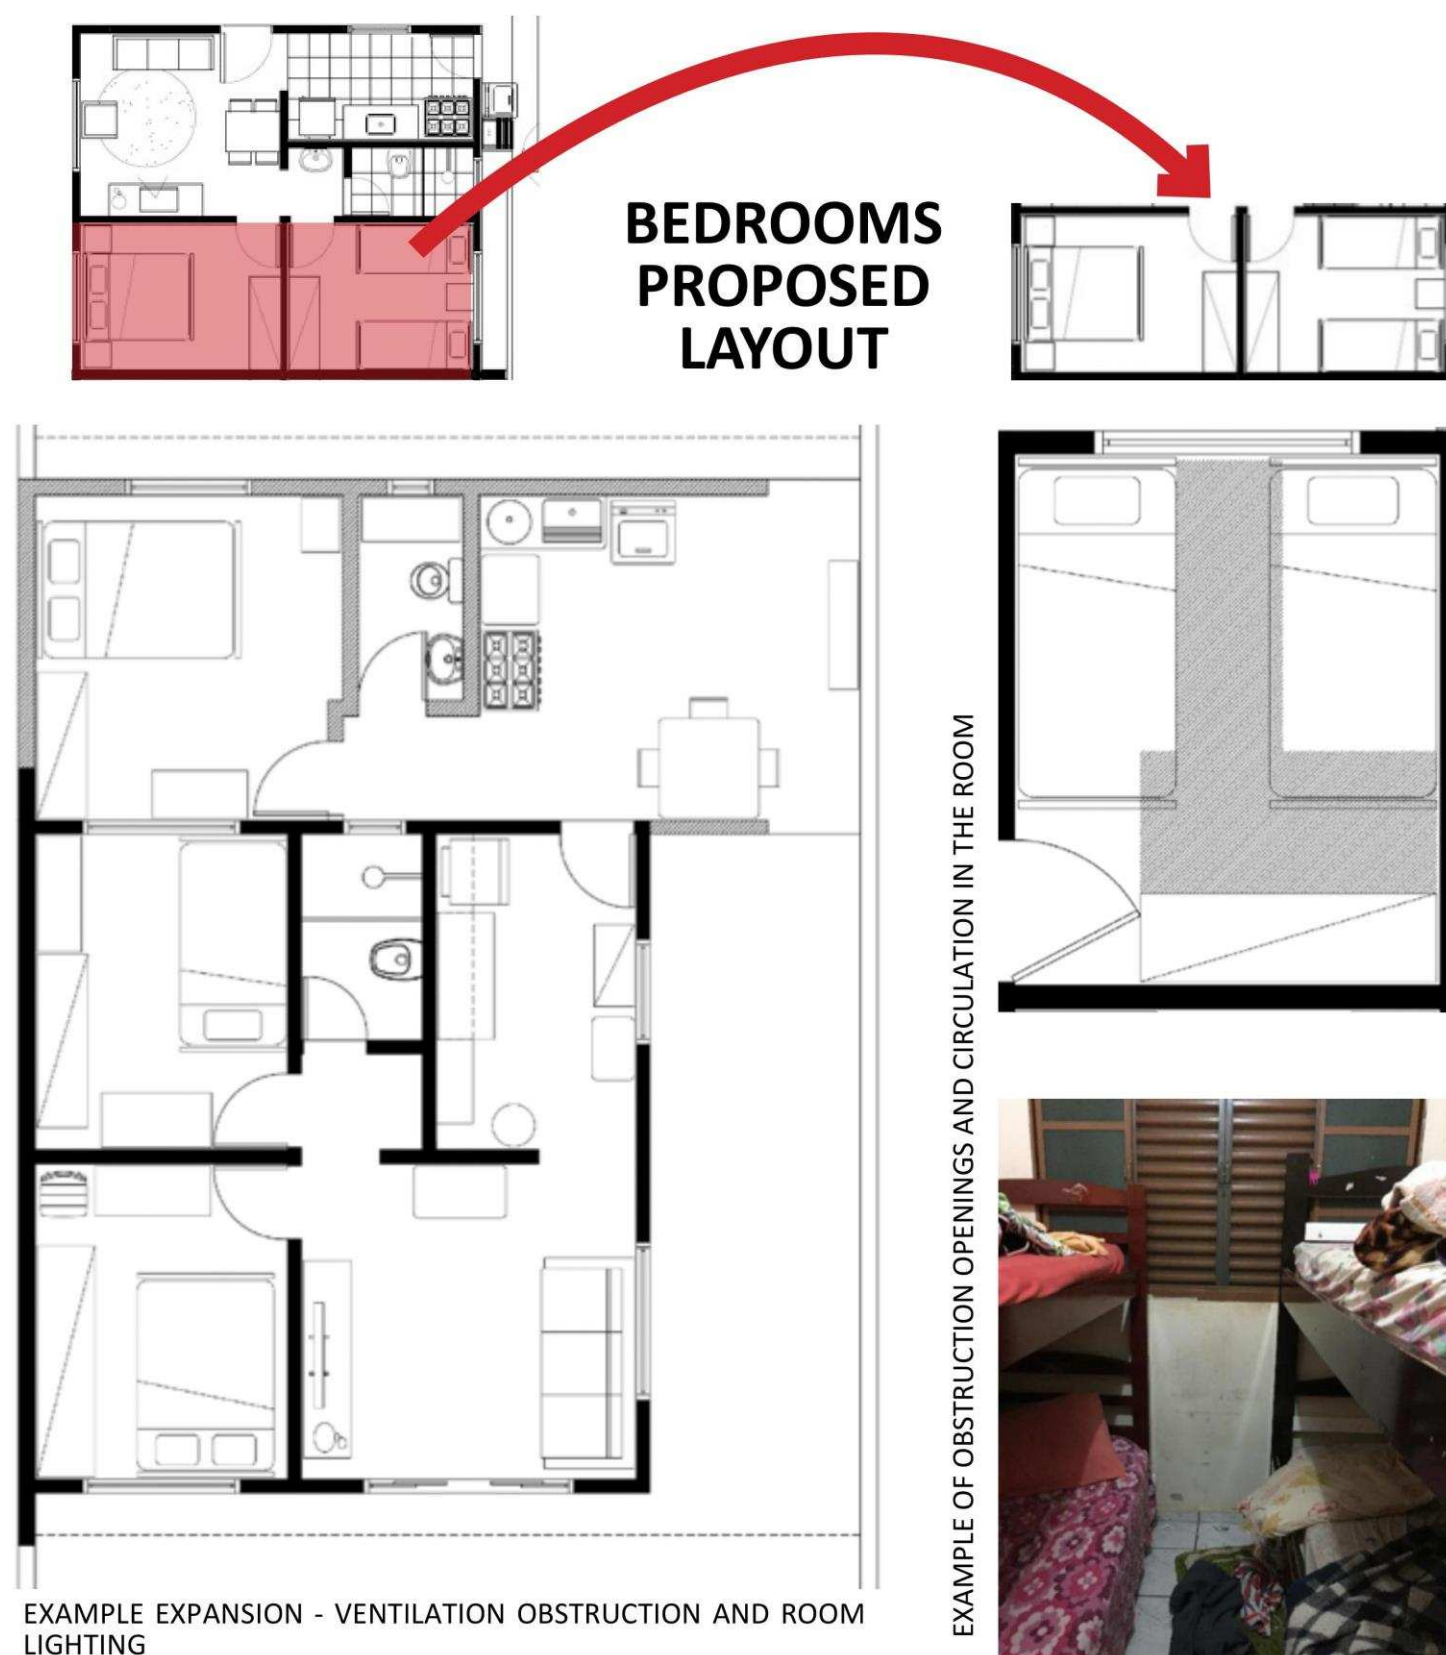 BEDROOMS
PROPOSED
LAYOUT
EXAMPLE OF OBSTRUCTION OPENINGS AND CIRCULATION IN THE ROOM
EXAMPLE EXPANSION - VENTILATION OBSTRUCTION AND ROOM
LIGHTING